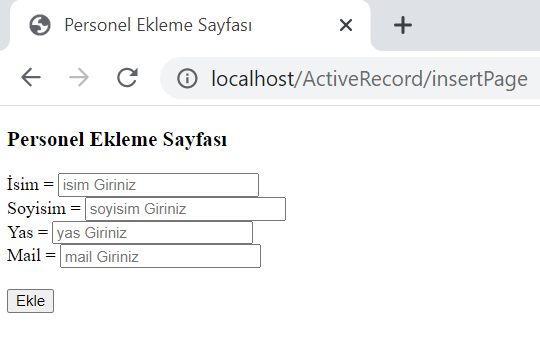 Personel Ekleme Sayfası
localhost/ActiveRecord/insertPage
Personel Ekleme Sayfası
İsim = isim Giriniz
Soyisim = soyisim Giriniz
Yas = yas Giriniz
Mail = mail Giriniz
Ekle